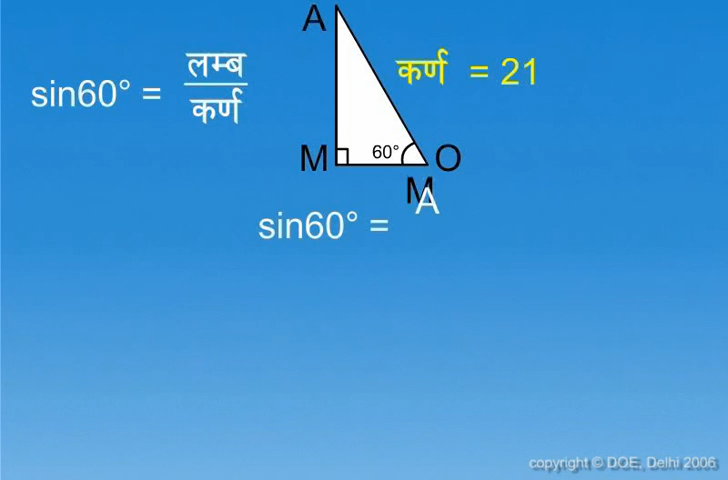 A
sin60° = लम्ब
कर्ण
कर्ण = 21
M 60° O
M
A
sin60° =
copyright © DOE, Delhi 2006